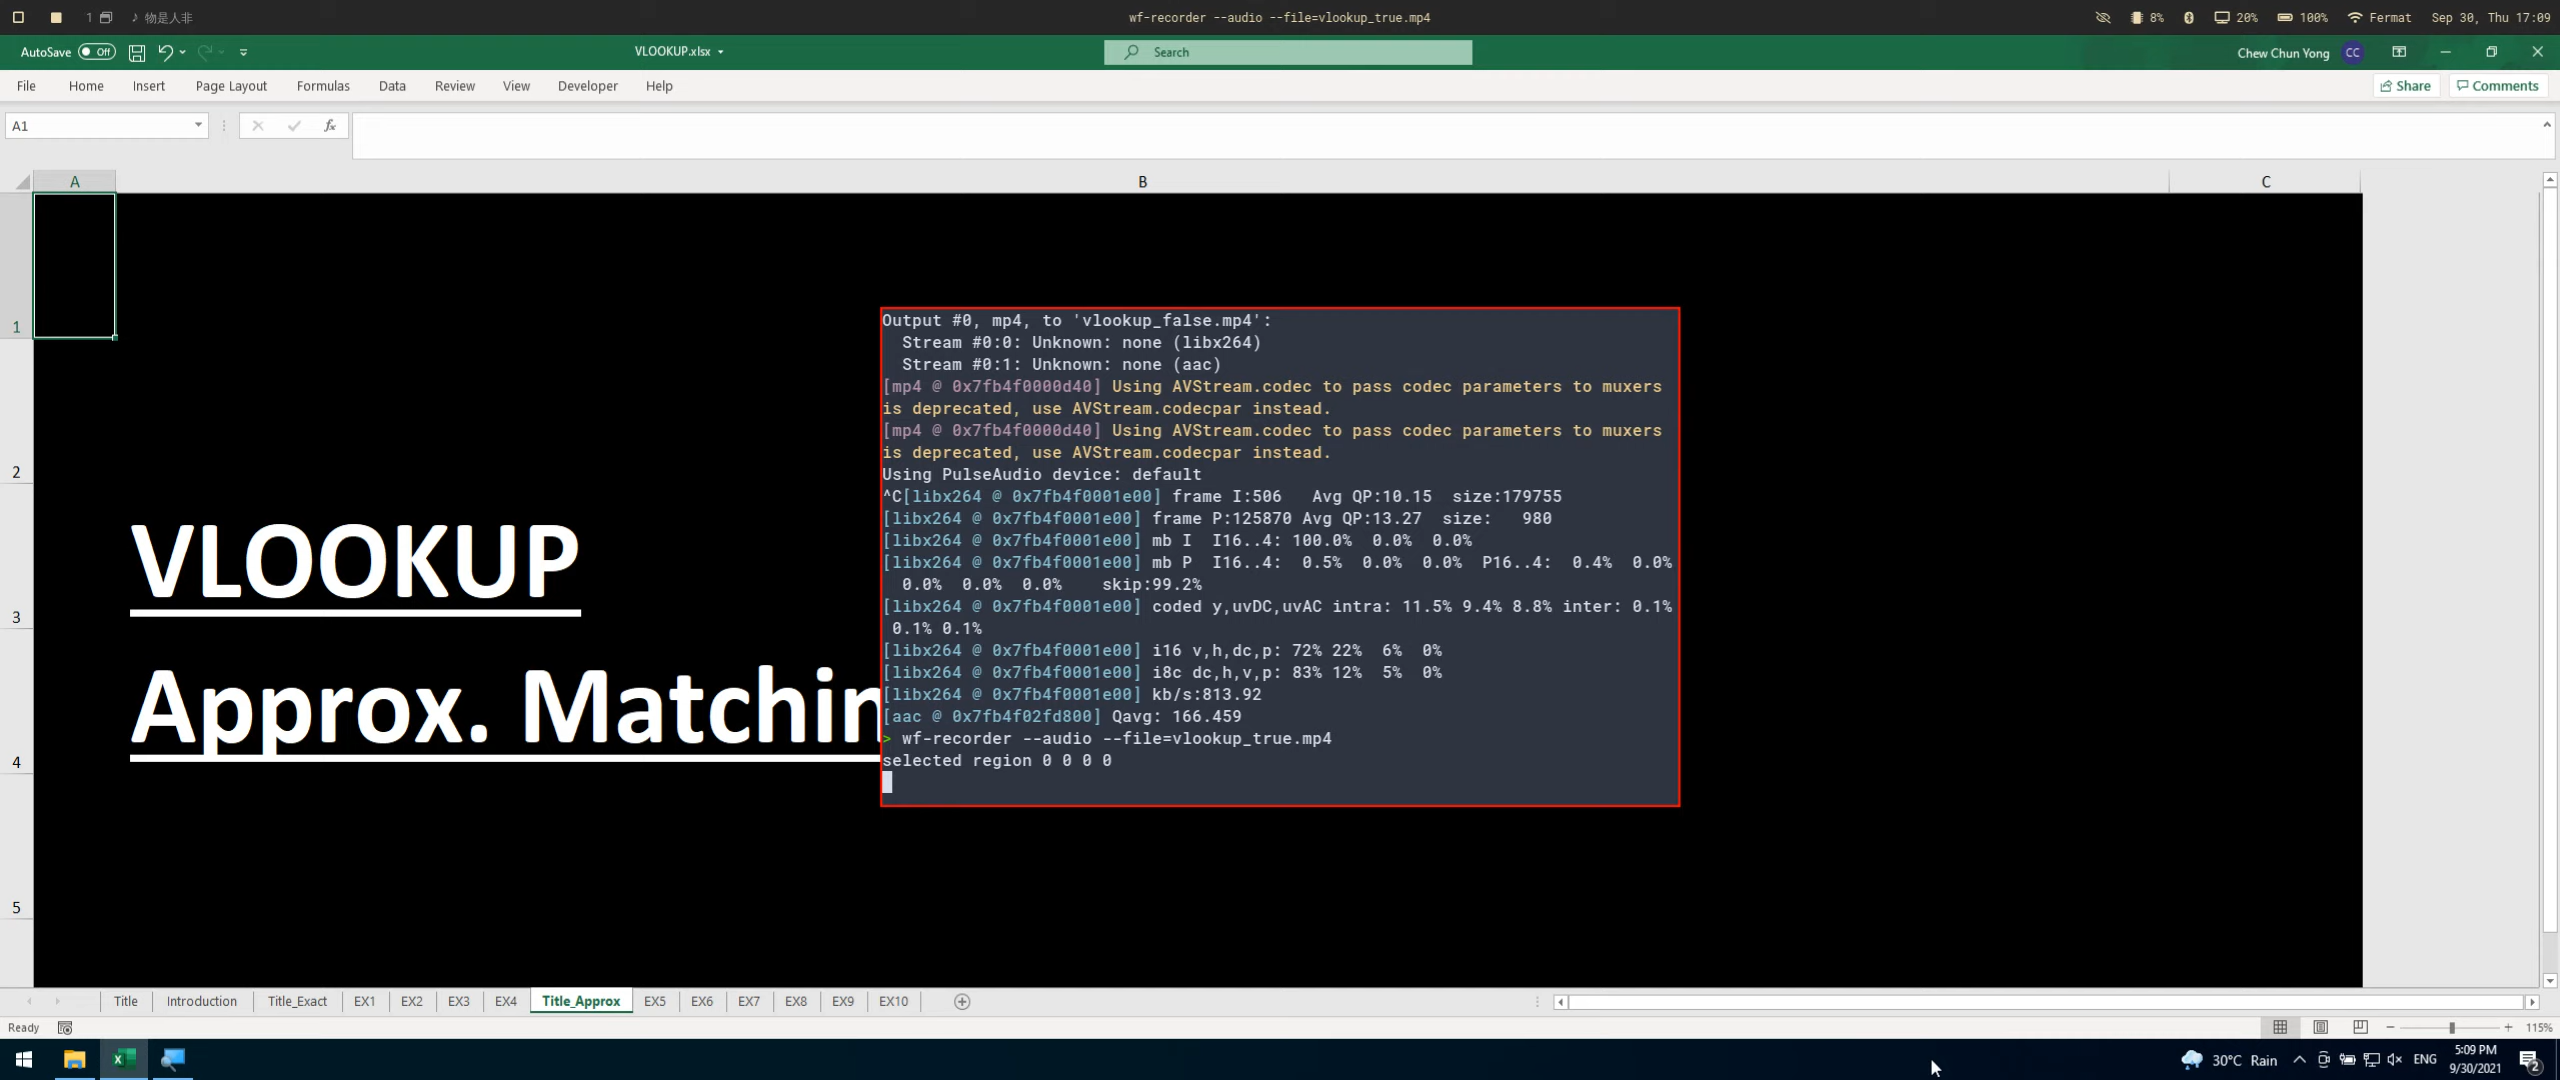 1
♪ 物是人非
wf-recorder --audio --file=vlookup_true.mp4
8%
20%
100%
Fermat
Sep 30, Thu 17:09
AutoSave
Off
VLOOKUP.xlsx
Search
Chew Chun Yong
CC
File
Home
Insert
Page Layout
Formulas
Data
Review
View
Developer
Help
Share
Comments
A1
fx
A
B
C
1
2
3
4
5
VLOOKUP
Approx. Matchin
Output #0, mp4, to 'vlookup_false.mp4':
Stream #0:0: Unknown: none (libx264)
Stream #0:1: Unknown: none (aac)
[mp4 @ 0x7fb4f0000d40] Using AVStream.codec to pass codec parameters to muxers
is deprecated, use AVStream.codecpar instead.
[mp4 @ 0x7fb4f0000d40] Using AVStream.codec to pass codec parameters to muxers
is deprecated, use AVStream.codecpar instead.
Using PulseAudio device: default
^C[libx264 @ 0x7fb4f0001e00] frame I:506   Avg QP:10.15  size:179755
[libx264 @ 0x7fb4f0001e00] frame P:125870 Avg QP:13.27  size:   980
[libx264 @ 0x7fb4f0001e00] mb I  I16..4: 100.0%  0.0%  0.0%
[libx264 @ 0x7fb4f0001e00] mb P  I16..4:  0.5%  0.0%  0.0%  P16..4:  0.4%  0.0%
0.0%  0.0%  0.0%    skip:99.2%
[libx264 @ 0x7fb4f0001e00] coded y,uvDC,uvAC intra: 11.5% 9.4% 8.8% inter: 0.1%
0.1% 0.1%
[libx264 @ 0x7fb4f0001e00] i16 v,h,dc,p: 72% 22%  6%  0%
[libx264 @ 0x7fb4f0001e00] i8c dc,h,v,p: 83% 12%  5%  0%
[libx264 @ 0x7fb4f0001e00] kb/s:813.92
[aac @ 0x7fb4f02fd800] Qavg: 166.459
> wf-recorder --audio --file=vlookup_true.mp4
selected region 0 0 0 0
Title
Introduction
Title_Exact
EX1
EX2
EX3
EX4
Title_Approx
EX5
EX6
EX7
EX8
EX9
EX10
Ready
115%
30°C Rain
ENG
5:09 PM
9/30/2021
2